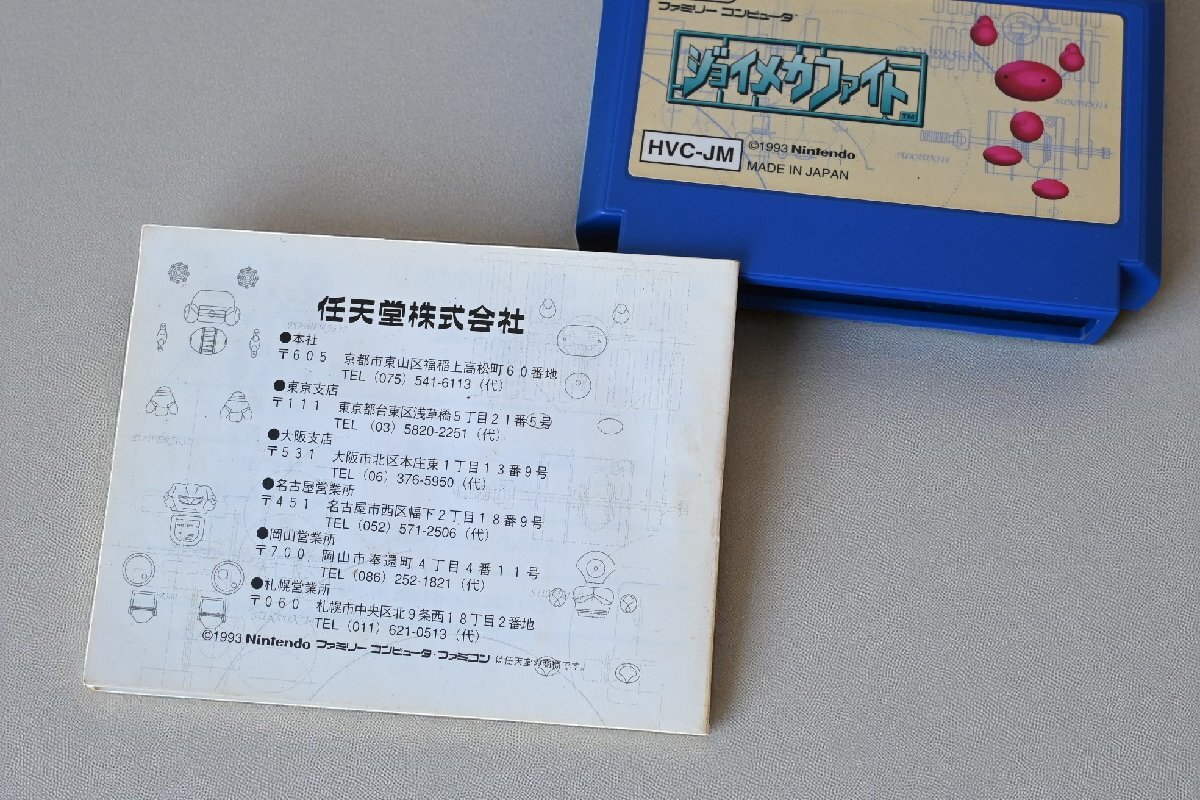 ファミリー コンピュータ
ジョイメカファイト
TM
HVC-JM
©1993 Nintendo
MADE IN JAPAN
任天堂株式会社
●本社
〒605 京都市東山区福稲上高松町60番地
TEL (075) 541-6113 (代)
●東京支店
〒111 東京都台東区浅草橋5丁目21番5号
TEL (03) 5820-2251 (代)
●大阪支店
〒531 大阪市北区本庄東1丁目13番9号
TEL (06) 376-5950 (代)
●名古屋営業所
〒451 名古屋市西区幅下2丁目18番9号
TEL (052) 571-2506 (代)
●岡山営業所
〒700 岡山市奉還町4丁目4番11号
TEL (086) 252-1821 (代)
●札幌営業所
〒060 札幌市中央区北9条西18丁目2番地
TEL (011) 621-0513 (代)
©1993 Nintendo ファミリー コンピュータ・ファミコン は任天堂の商標です。